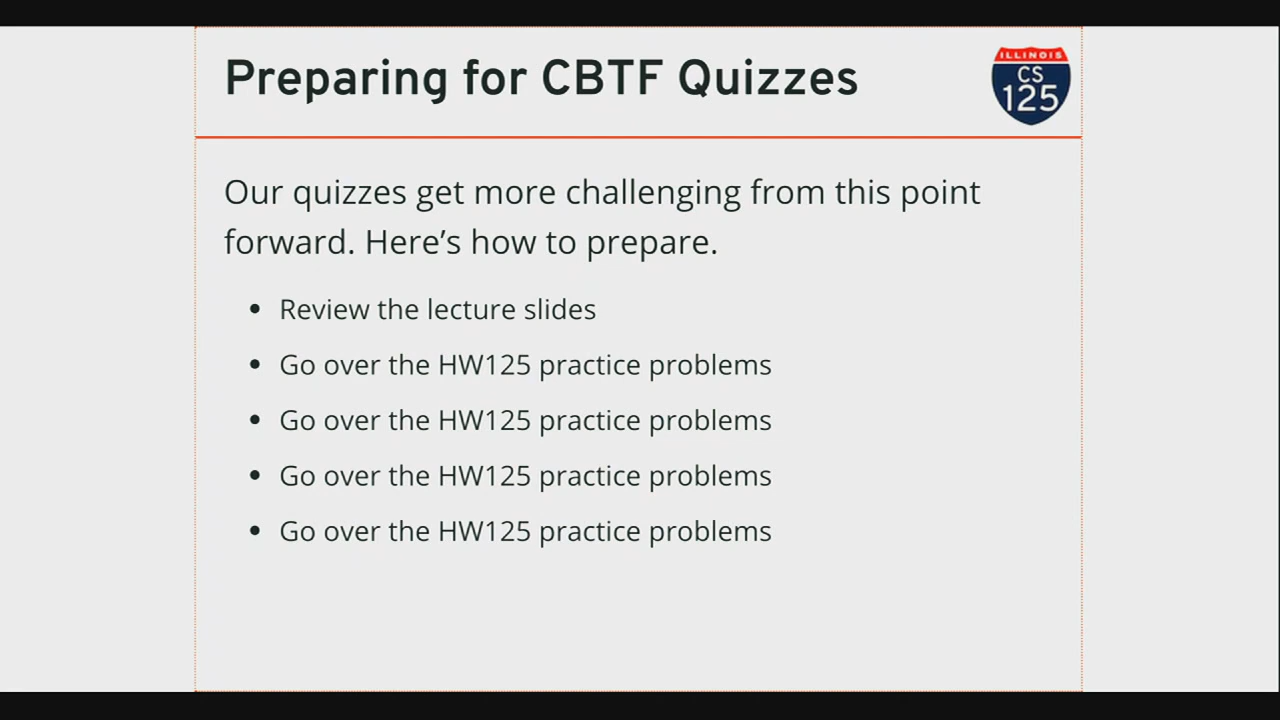 Preparing for CBTF Quizzes
ILLINOIS
CS
125
Our quizzes get more challenging from this point
forward. Here’s how to prepare.
• Review the lecture slides
• Go over the HW125 practice problems
• Go over the HW125 practice problems
• Go over the HW125 practice problems
• Go over the HW125 practice problems